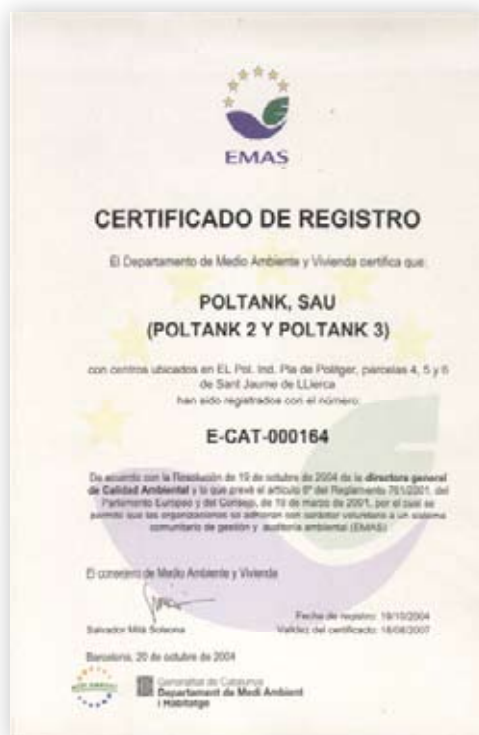 EMAS
CERTIFICADO DE REGISTRO
El Departamento de Medio Ambiente y Vivienda certifica que:
POLTANK, SAU
(POLTANK 2 Y POLTANK 3)
con centros ubicados en EL Pol. Ind. Pla de Politger, parcelas 4, 5 y 6
de Sant Jaume de LLierca
han sido registrados con el número:
E-CAT-000164
De acuerdo con la Resolución de 19 de octubre de 2004 de la directora general
de Calidad Ambiental y lo que prevé el artículo 6º del Reglamento 761/2001, del
Parlamento Europeo y del Consejo, de 19 de marzo de 2001, por el cual se
permite que las organizaciones se adhieran con carácter voluntario a un sistema
comunitario de gestión y auditoría ambiental (EMAS)
El consejero de Medio Ambiente y Vivienda
Salvador Milà Solsona
Fecha de registro: 19/10/2004
Validez del certificado: 18/08/2007
Barcelona, 20 de octubre de 2004
Generalitat de Catalunya
Departament de Medi Ambient
i Habitatge